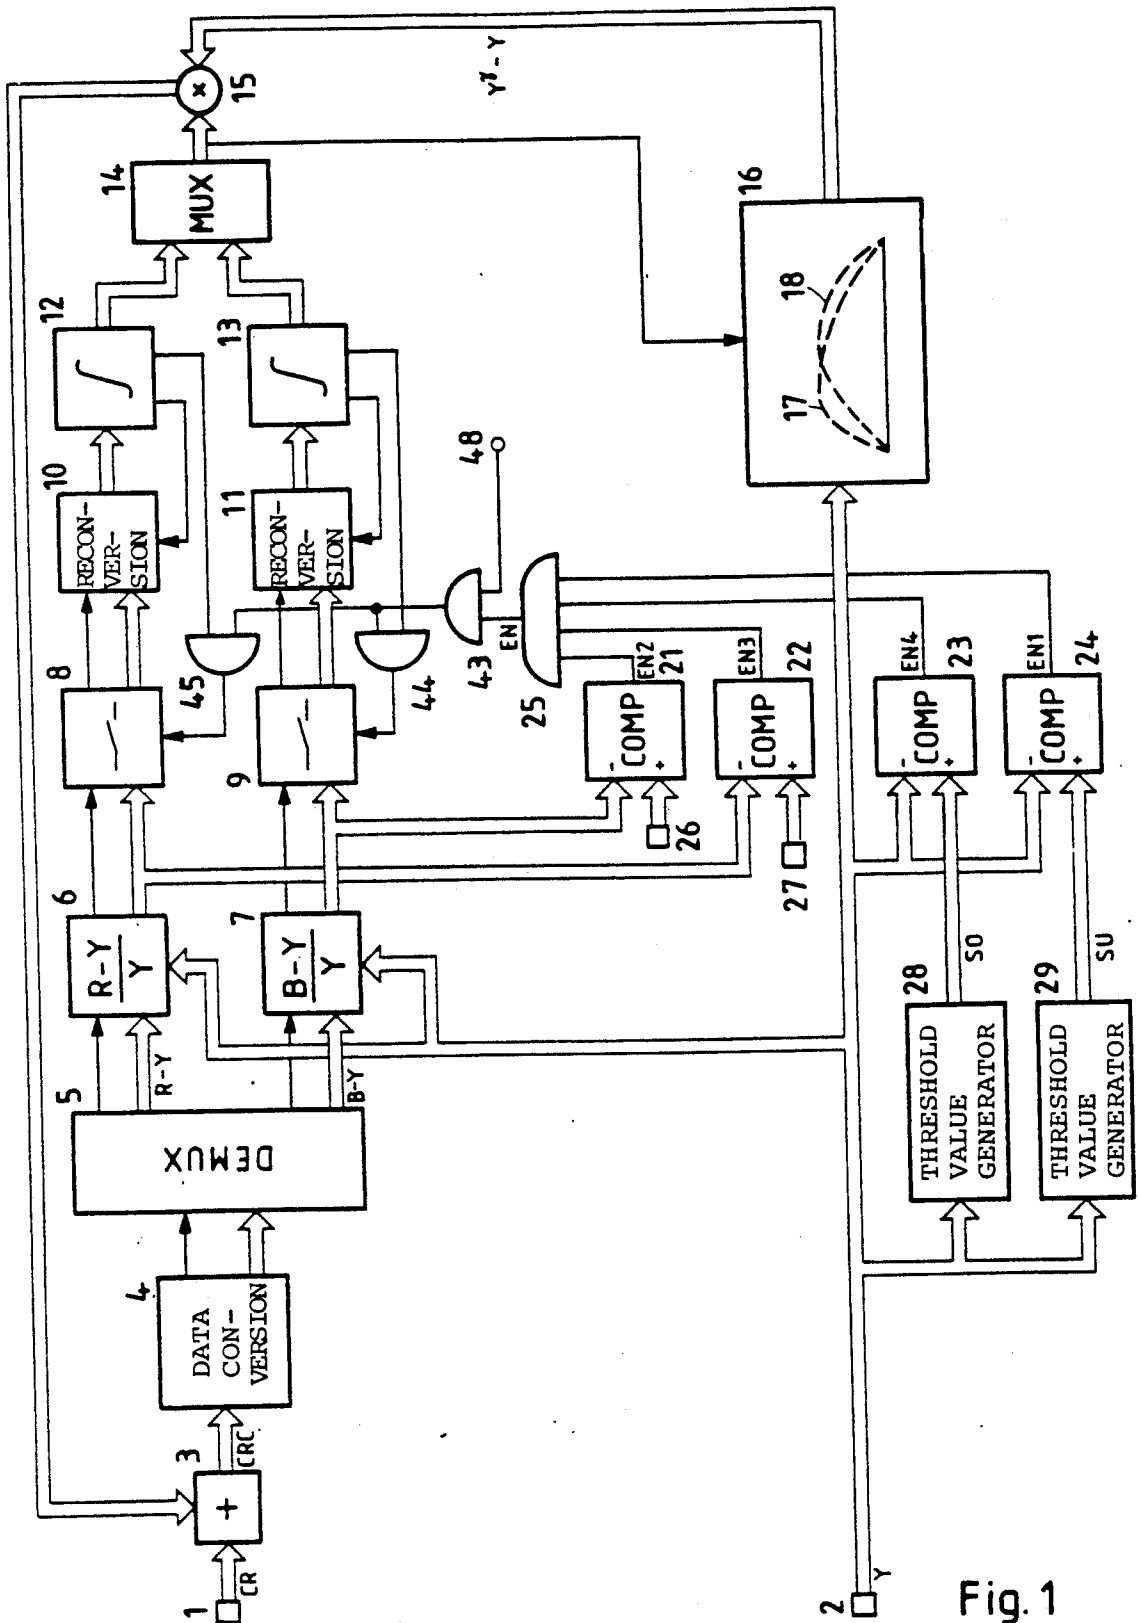 1
CR
3
+
CRC
4
DATA
CON-
VERSION
5
DEMUX
R-Y
B-Y
6
R-Y
Y
7
B-Y
Y
8
9
10
RECON-
VER-
SION
11
RECON-
VER-
SION
12
∫
13
∫
14
MUX
15
×
Yγ-Y
16
17
18
45
44
43
48
EN
25
EN2
21
-
COMP
+
26
EN3
22
-
COMP
+
27
EN4
23
-
COMP
+
EN1
24
-
COMP
+
28
SO
THRESHOLD
VALUE
GENERATOR
29
SU
THRESHOLD
VALUE
GENERATOR
2
Y
Fig. 1